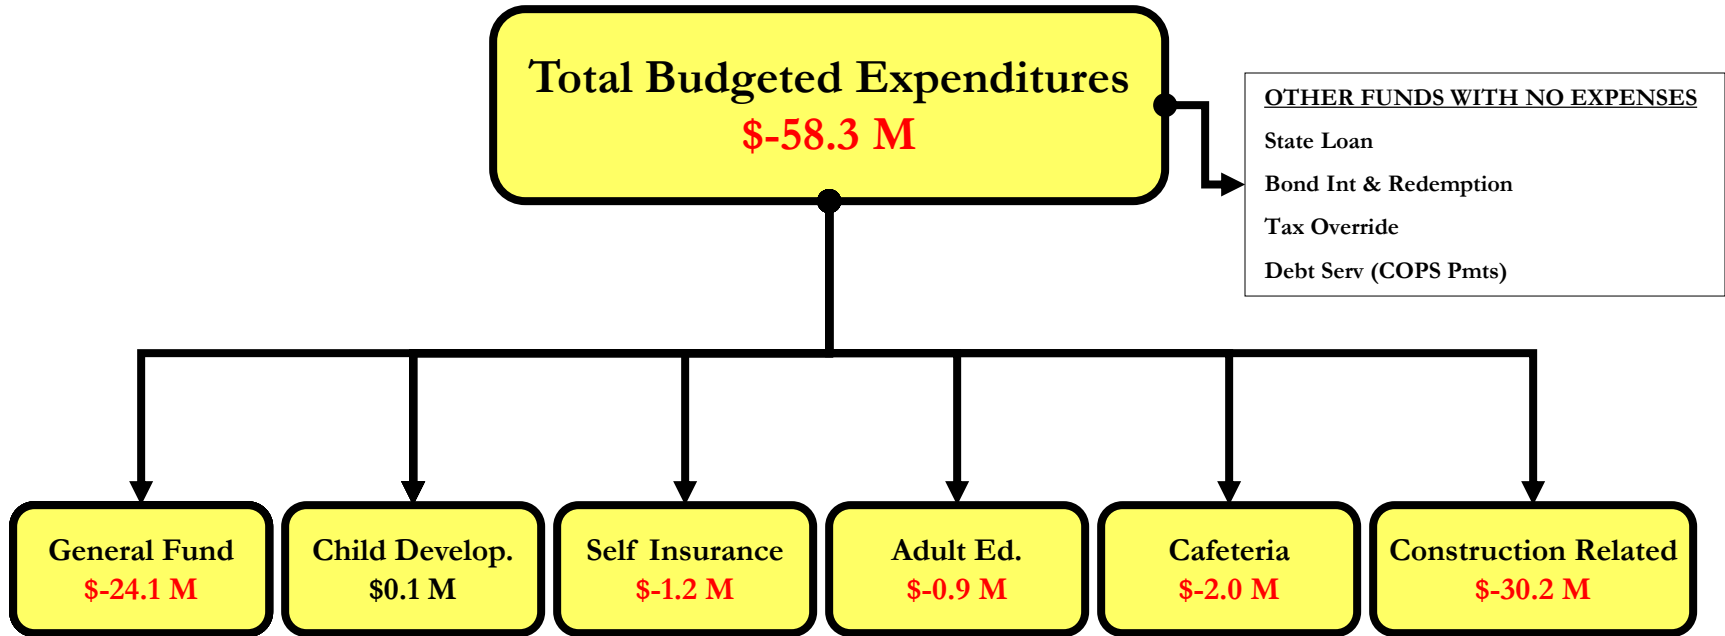 Total Budgeted Expenditures
$-58.3 M
OTHER FUNDS WITH NO EXPENSES
State Loan
Bond Int & Redemption
Tax Override
Debt Serv (COPS Pmts)
General Fund
$-24.1 M
Child Develop.
$0.1 M
Self Insurance
$-1.2 M
Adult Ed.
$-0.9 M
Cafeteria
$-2.0 M
Construction Related
$-30.2 M